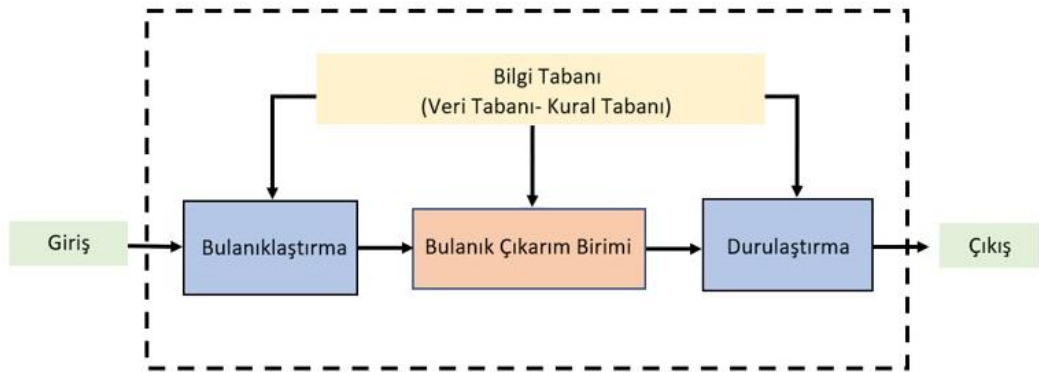 Bilgi Tabanı
(Veri Tabanı- Kural Tabanı)
Giriş
Bulanıklaştırma
Bulanık Çıkarım Birimi
Durulaştırma
Çıkış